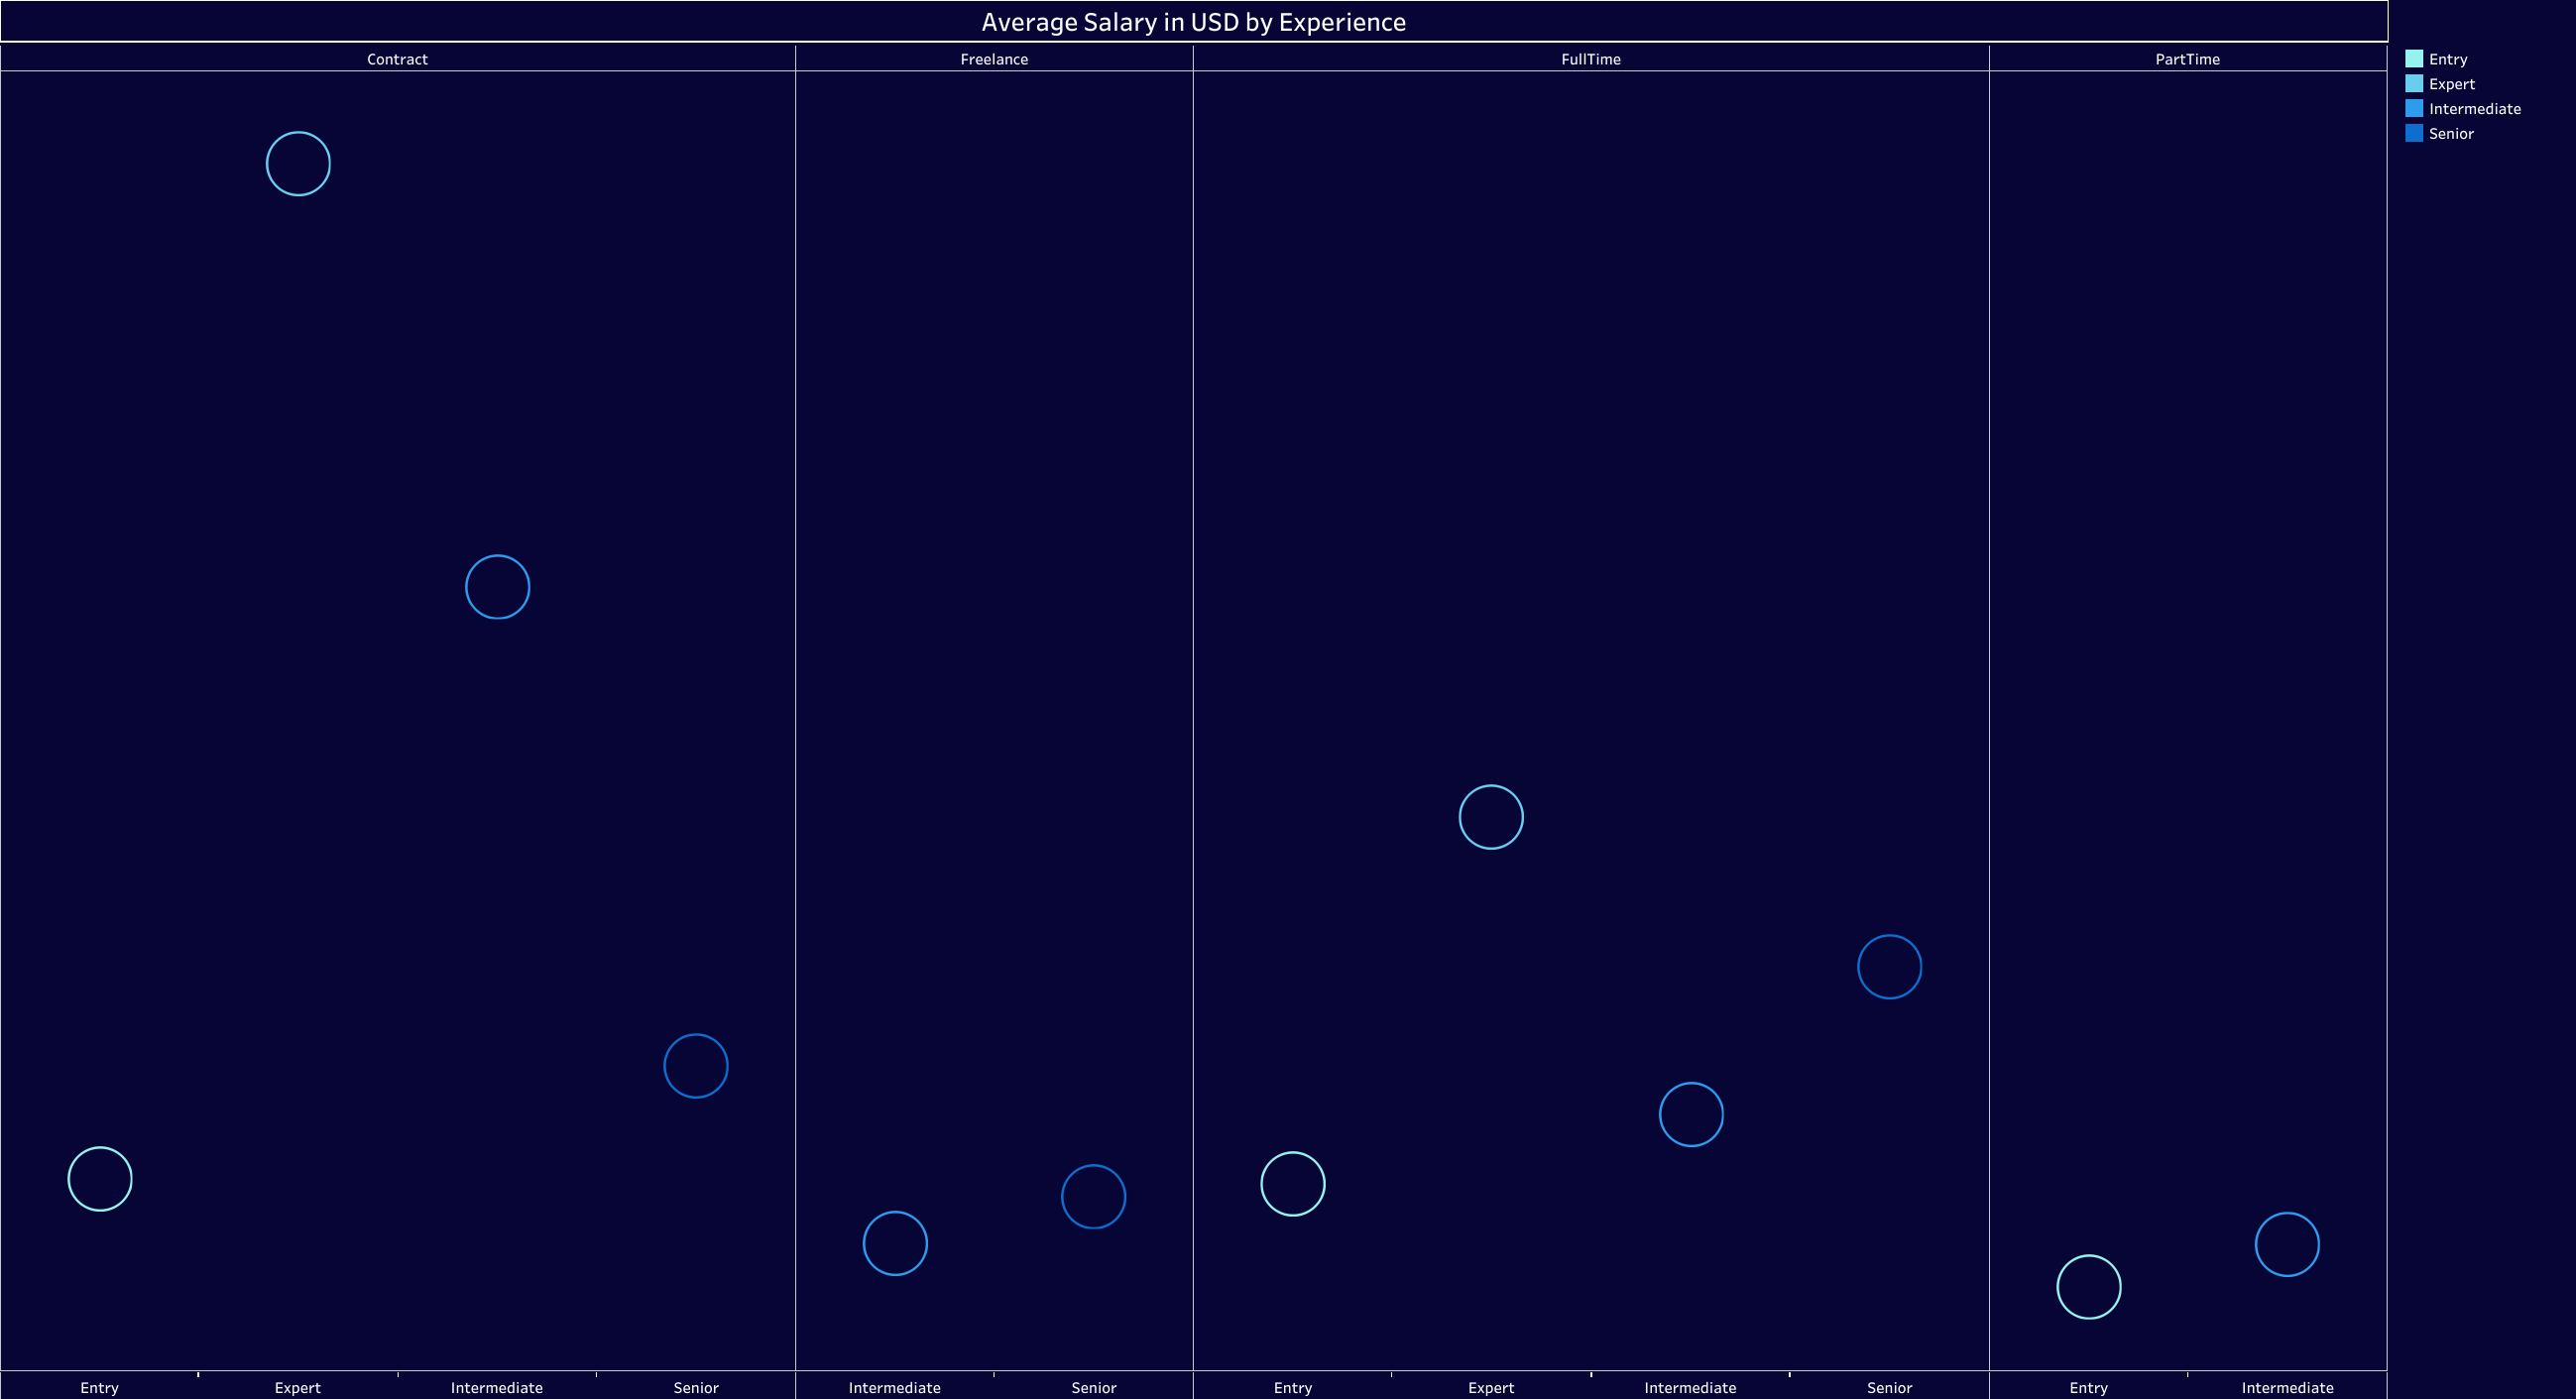 Average Salary in USD by Experience
Contract Freelance FullTime PartTime
Entry
Expert
Intermediate
Senior
Entry Expert Intermediate Senior Intermediate Senior Entry Expert Intermediate Senior Entry Intermediate